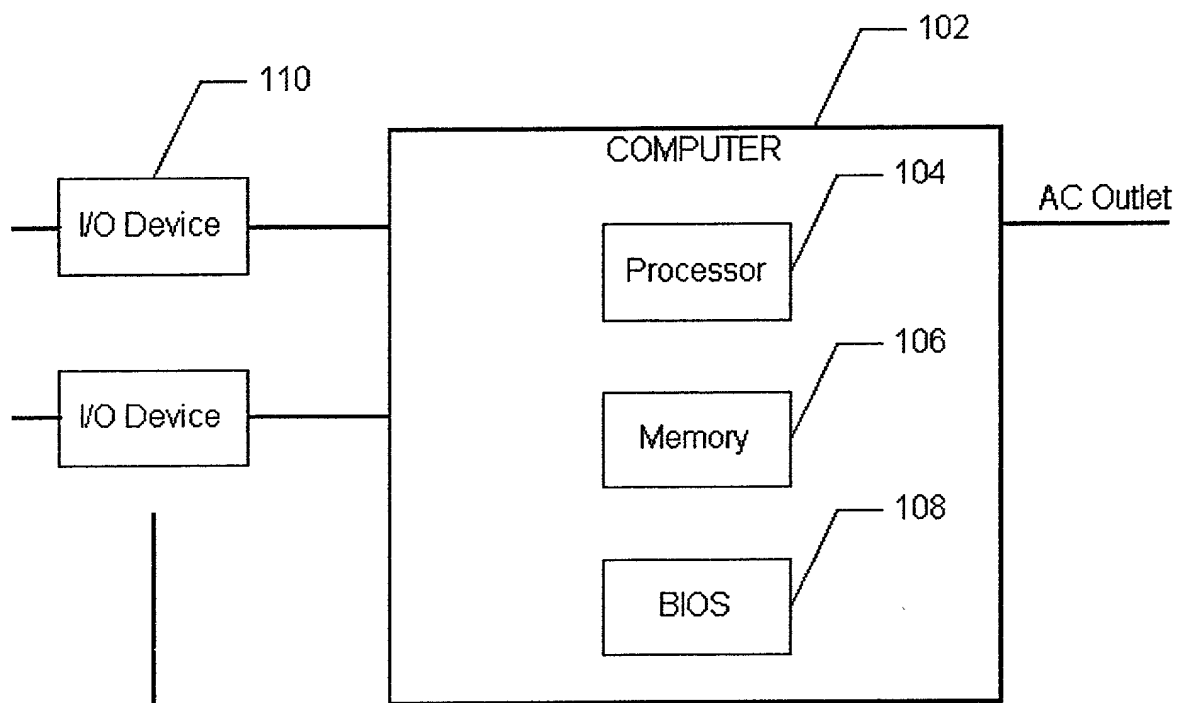 102
110
COMPUTER
104
AC Outlet
I/O Device
Processor
106
I/O Device
Memory
108
BIOS